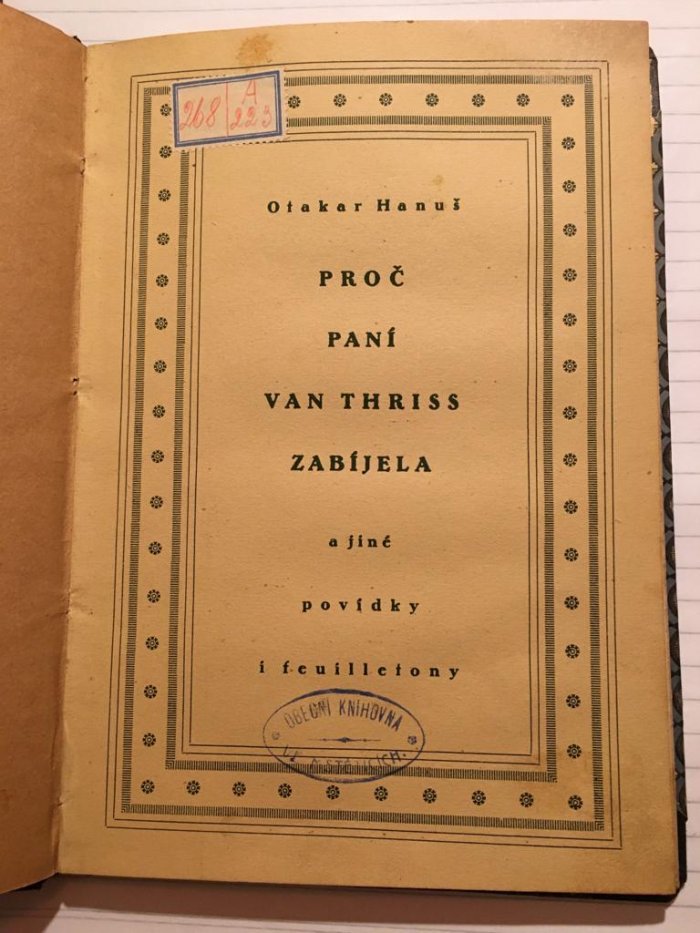 268 A
223
Otakar Hanuš
PROČ
PANÍ
VAN THRISS
ZABÍJELA
a jiné
povídky
i feuilletony
OBECNÍ KNIHOVNA